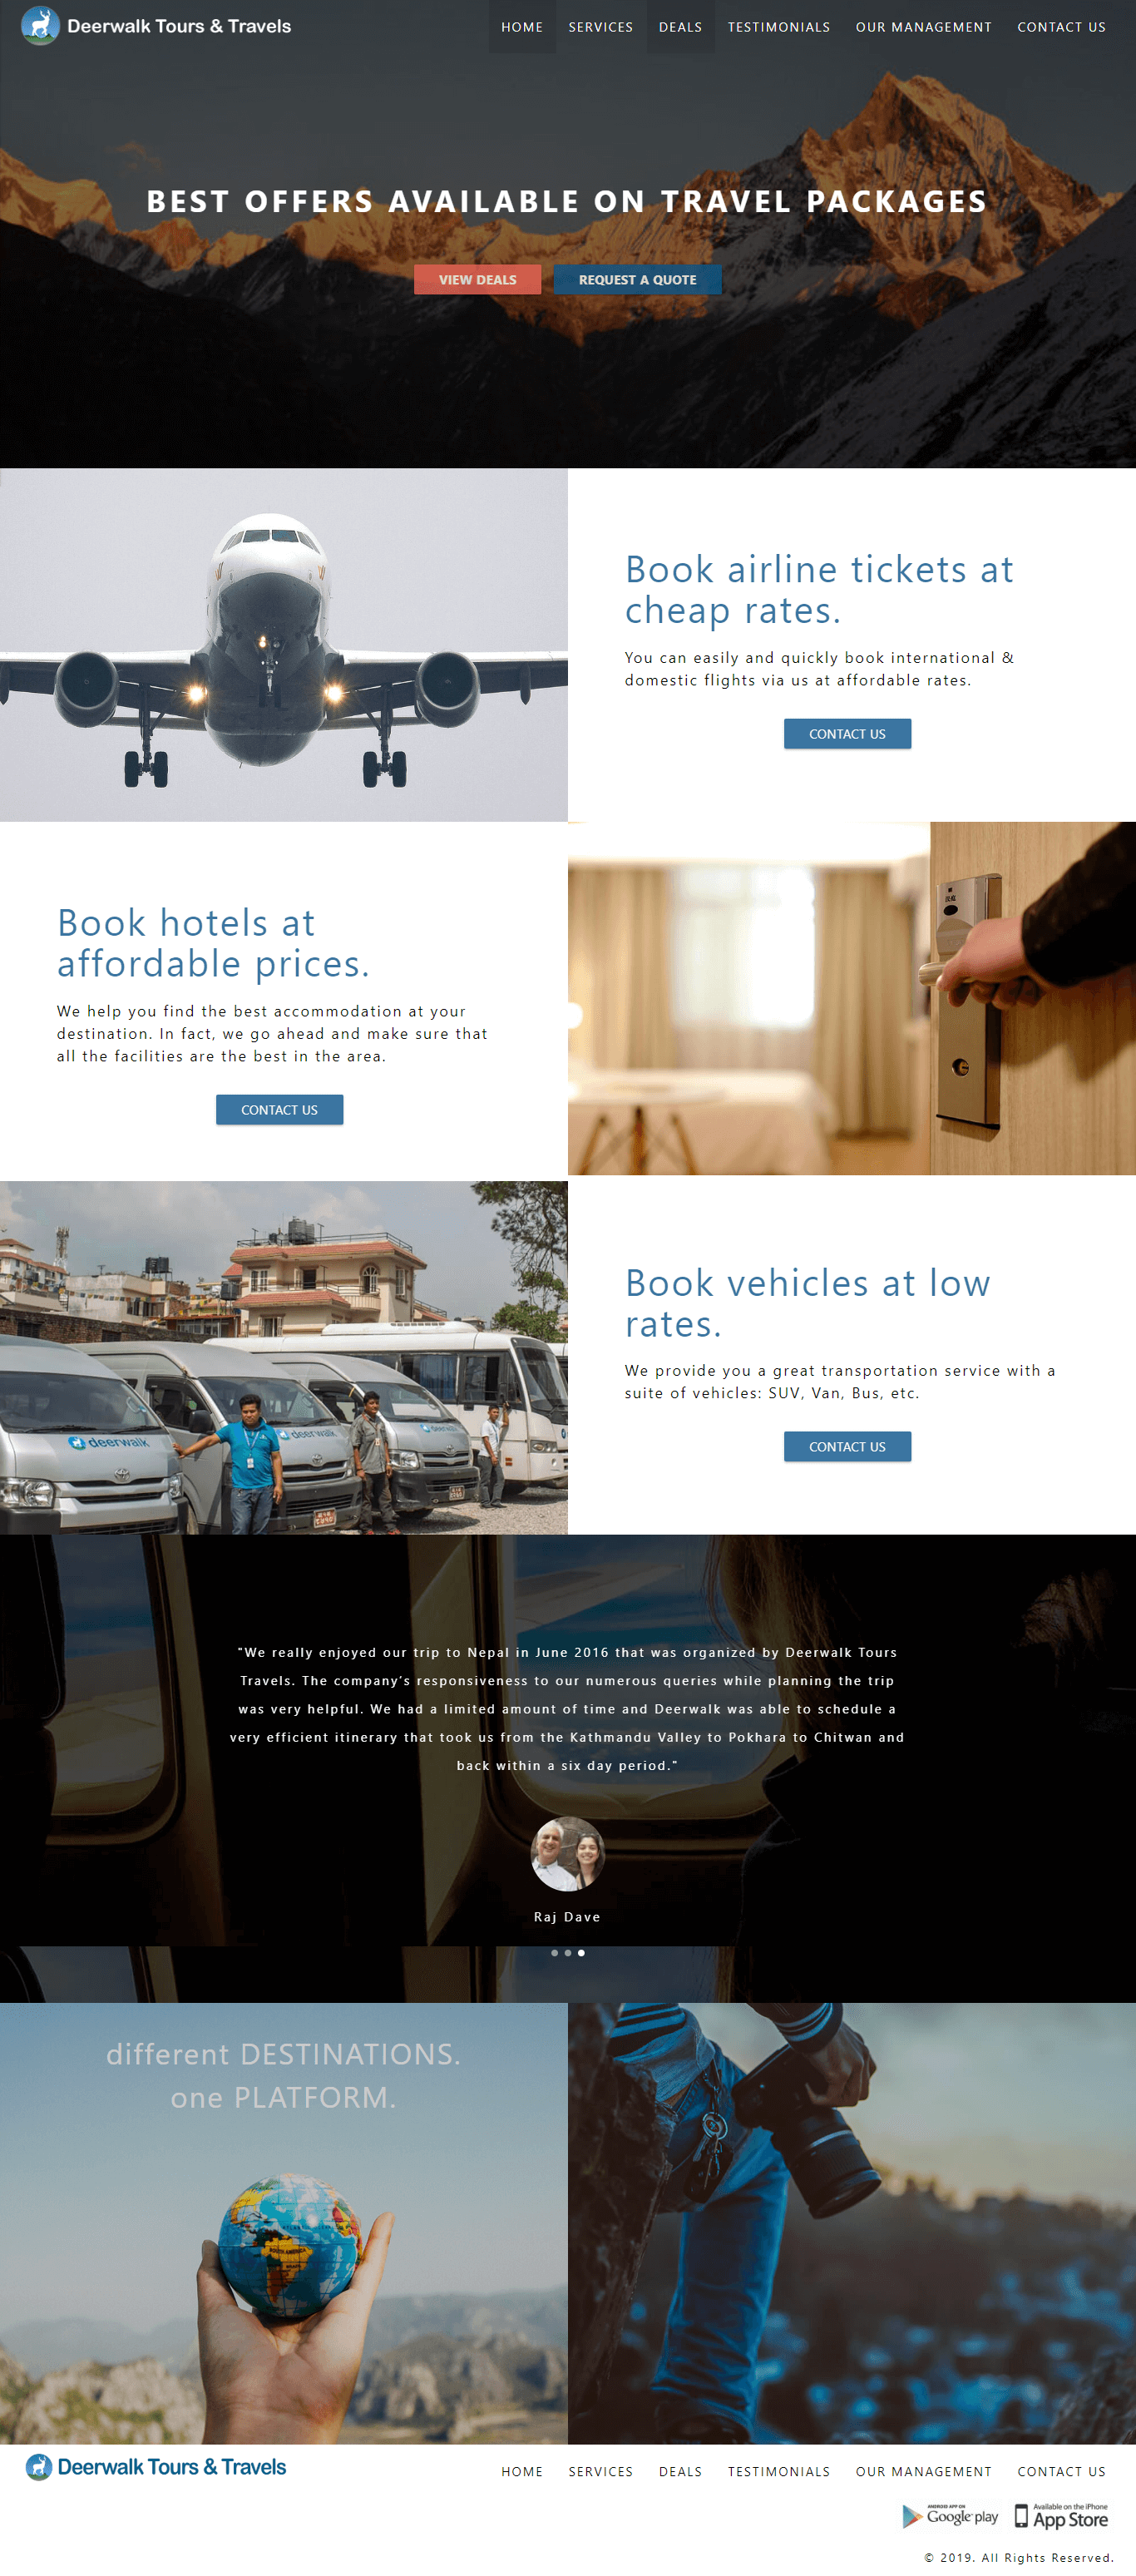 Deerwalk Tours & Travels
HOME SERVICES DEALS TESTIMONIALS OUR MANAGEMENT CONTACT US
BEST OFFERS AVAILABLE ON TRAVEL PACKAGES
VIEW DEALS REQUEST A QUOTE
Book airline tickets at
cheap rates.
You can easily and quickly book international &
domestic flights via us at affordable rates.
CONTACT US
Book hotels at
affordable prices.
We help you find the best accommodation at your
destination. In fact, we go ahead and make sure that
all the facilities are the best in the area.
CONTACT US
Book vehicles at low
rates.
We provide you a great transportation service with a
suite of vehicles: SUV, Van, Bus, etc.
CONTACT US
deerwalk
deerwalk
deerwalk
"We really enjoyed our trip to Nepal in June 2016 that was organized by Deerwalk Tours
Travels. The company's responsiveness to our numerous queries while planning the trip
was very helpful. We had a limited amount of time and Deerwalk was able to schedule a
very efficient itinerary that took us from the Kathmandu Valley to Pokhara to Chitwan and
back within a six day period."
Raj Dave
different DESTINATIONS.
one PLATFORM.
SOUTH AMERICA
Deerwalk Tours & Travels
HOME SERVICES DEALS TESTIMONIALS OUR MANAGEMENT CONTACT US
ANDROID APP ON
Google play
Available on the iPhone
App Store
© 2019. All Rights Reserved.